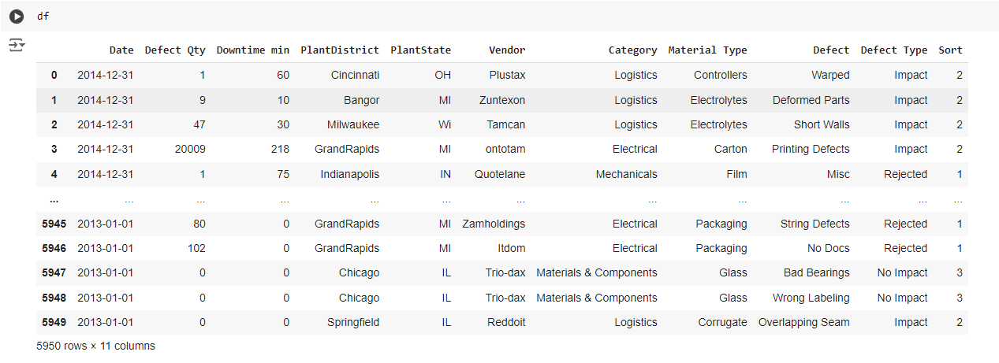 df
Date Defect Qty Downtime min PlantDistrict PlantState Vendor Category Material Type Defect Defect Type Sort
0 2014-12-31 1 60 Cincinnati OH Plustax Logistics Controllers Warped Impact 2
1 2014-12-31 9 10 Bangor MI Zuntexon Logistics Electrolytes Deformed Parts Impact 2
2 2014-12-31 47 30 Milwaukee Wi Tamcan Logistics Electrolytes Short Walls Impact 2
3 2014-12-31 20009 218 GrandRapids MI ontotam Electrical Carton Printing Defects Impact 2
4 2014-12-31 1 75 Indianapolis IN Quotelane Mechanicals Film Misc Rejected 1
... ... ... ... ... ... ... ... ... ... ... ...
5945 2013-01-01 80 0 GrandRapids MI Zamholdings Electrical Packaging String Defects Rejected 1
5946 2013-01-01 102 0 GrandRapids MI Itdom Electrical Packaging No Docs Rejected 1
5947 2013-01-01 0 0 Chicago IL Trio-dax Materials & Components Glass Bad Bearings No Impact 3
5948 2013-01-01 0 0 Chicago IL Trio-dax Materials & Components Glass Wrong Labeling No Impact 3
5949 2013-01-01 0 0 Springfield IL Reddoit Logistics Corrugate Overlapping Seam Impact 2
5950 rows × 11 columns